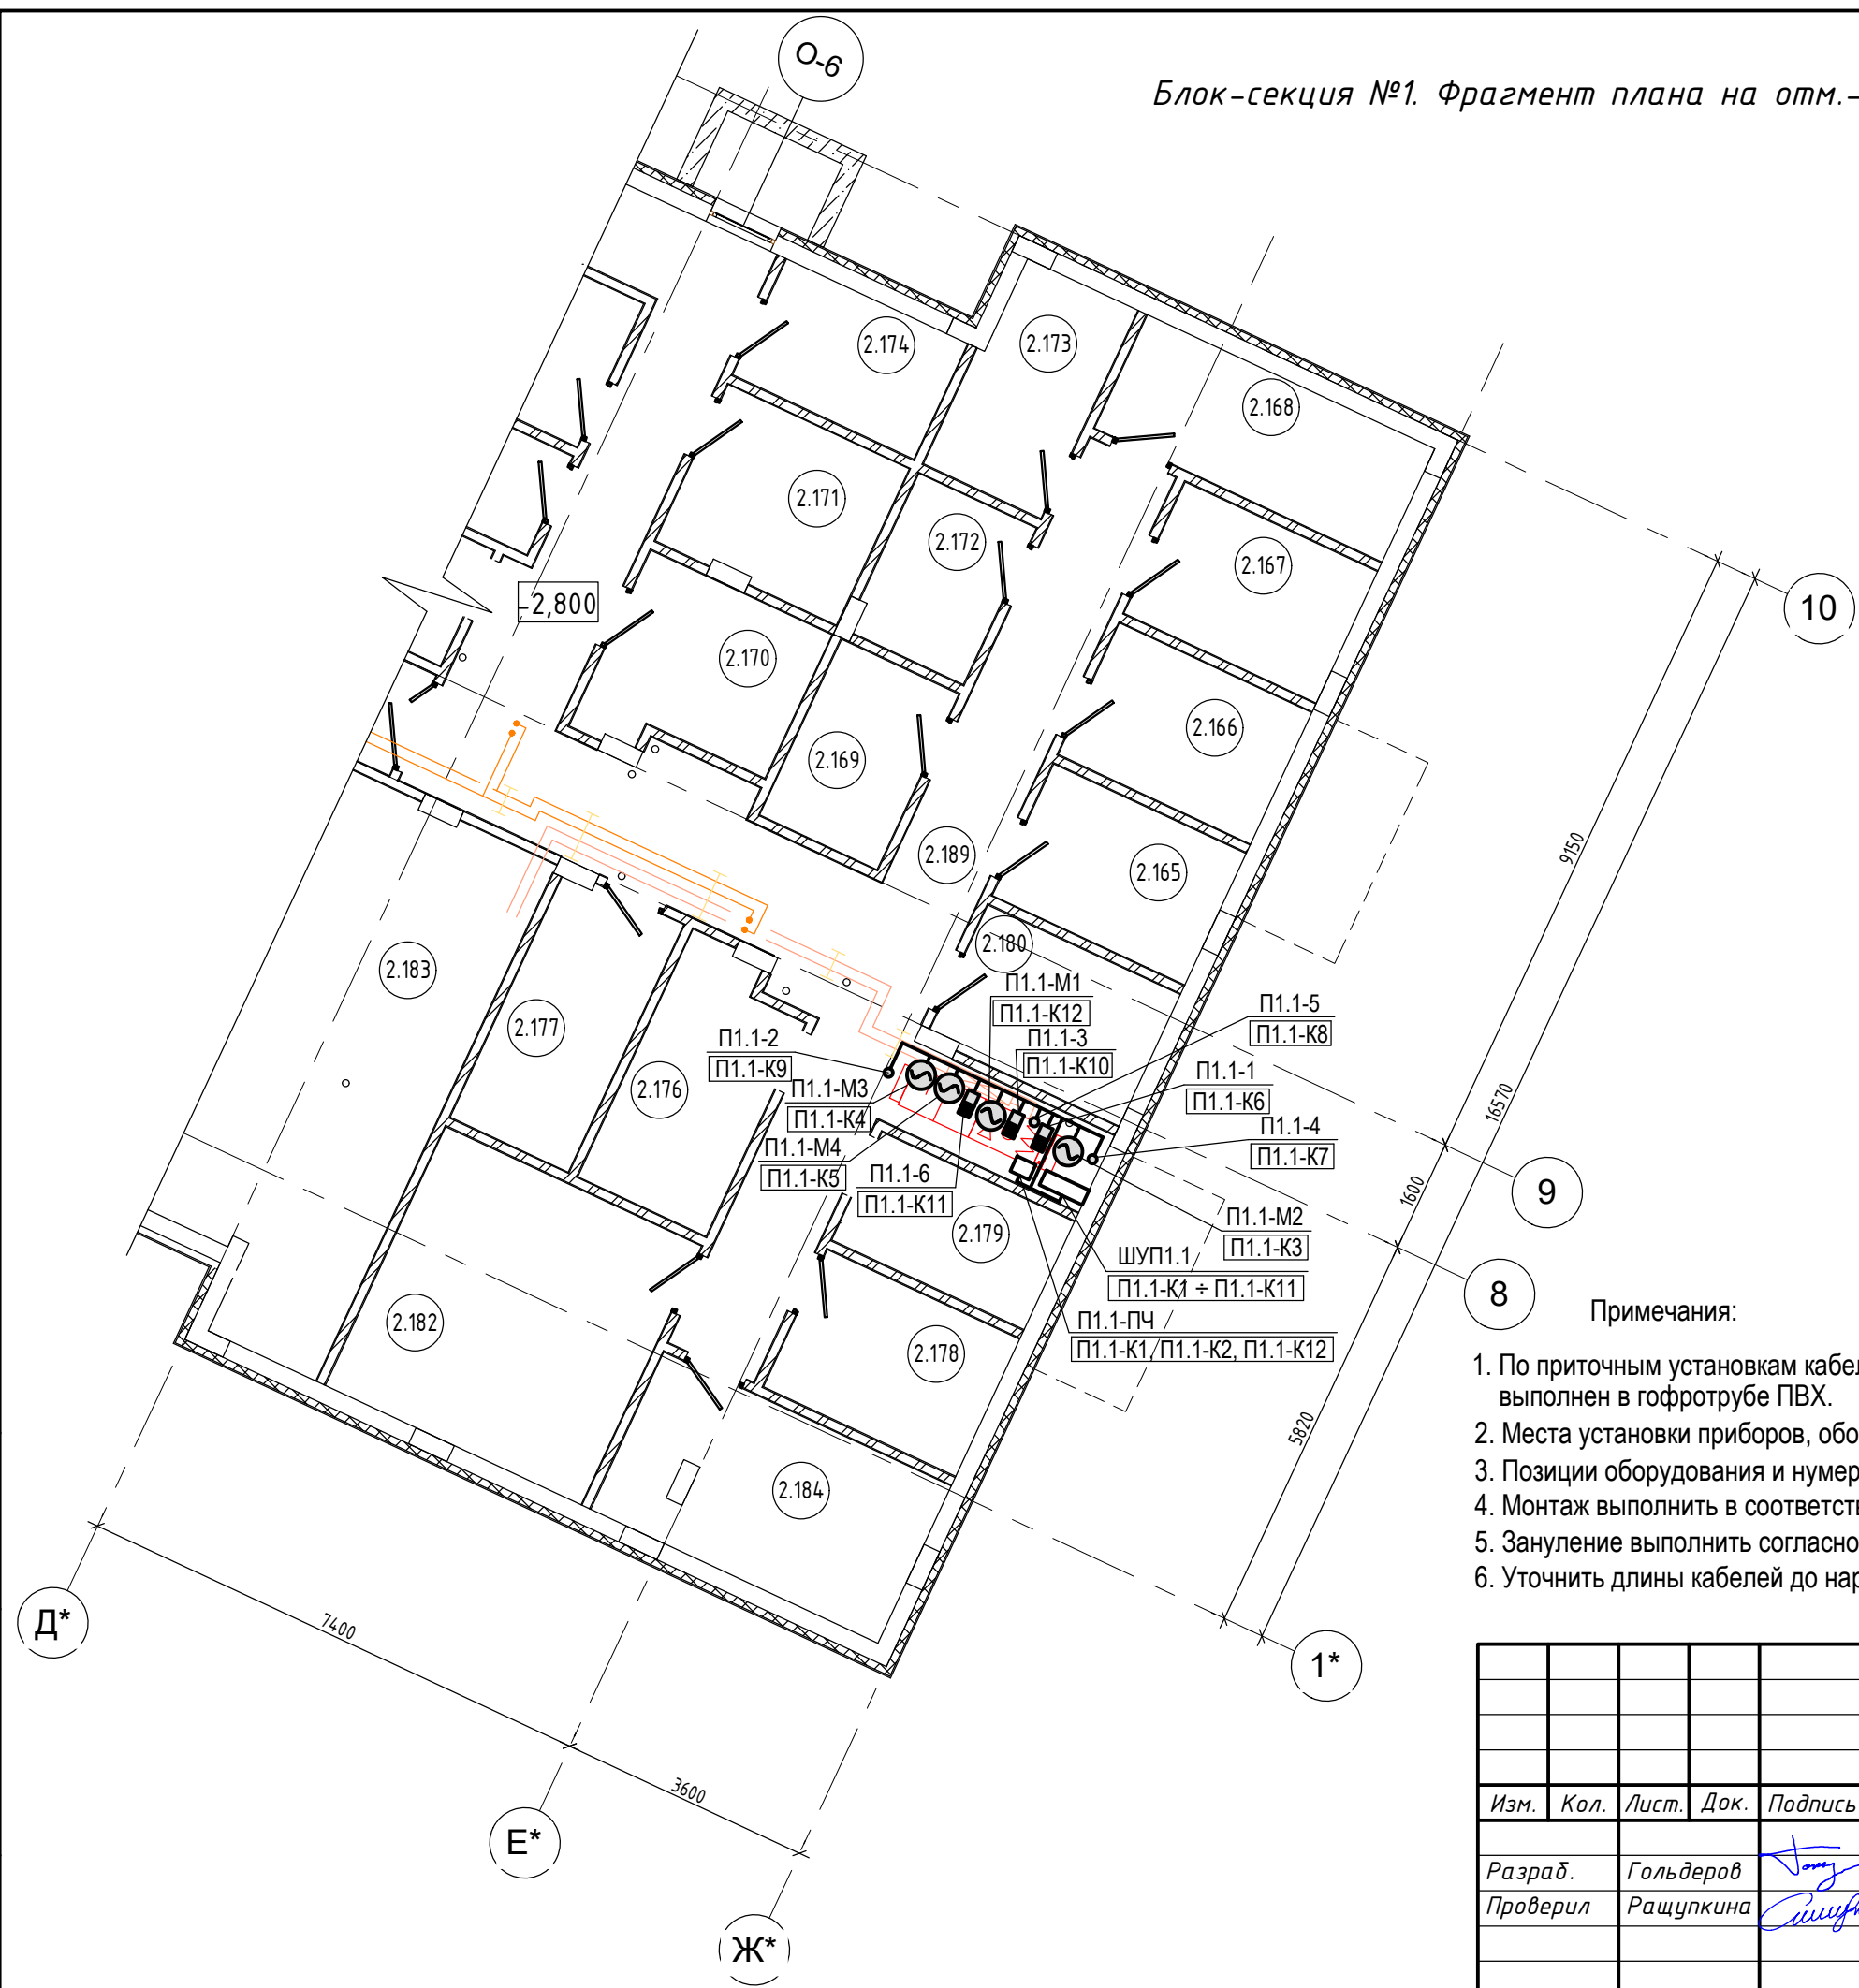 О-6
Блок-секция №1. Фрагмент плана на отм.-
2.174
2.173
2.168
2.171
2.172
2.167
-2,800
10
2.170
2.166
2.169
2.189
2.165
9150
2.183
2.180
П1.1-М1
П1.1-К12
П1.1-5
П1.1-К8
2.177
П1.1-2
П1.1-К9
П1.1-3
П1.1-К10
2.176
П1.1-М3
П1.1-К4
П1.1-1
П1.1-К6
16570
П1.1-4
П1.1-К7
П1.1-М4
П1.1-К5
П1.1-6
П1.1-К11
1600
9
2.179
П1.1-М2
П1.1-К3
ШУП1.1
П1.1-К1 ÷ П1.1-К11
8
2.182
П1.1-ПЧ
П1.1-К1, П1.1-К2, П1.1-К12
2.178
5820
2.184
Примечания:
1. По приточным установкам кабел
выполнен в гофротрубе ПВХ.
2. Места установки приборов, обо
3. Позиции оборудования и нумер
4. Монтаж выполнить в соответств
5. Зануление выполнить согласно
6. Уточнить длины кабелей до нар
Д*
7400
1*
3600
Е*
Ж*
Изм. Кол. Лист. Док. Подпись
Разраб. Гольдеров
Проверил Ращупкина